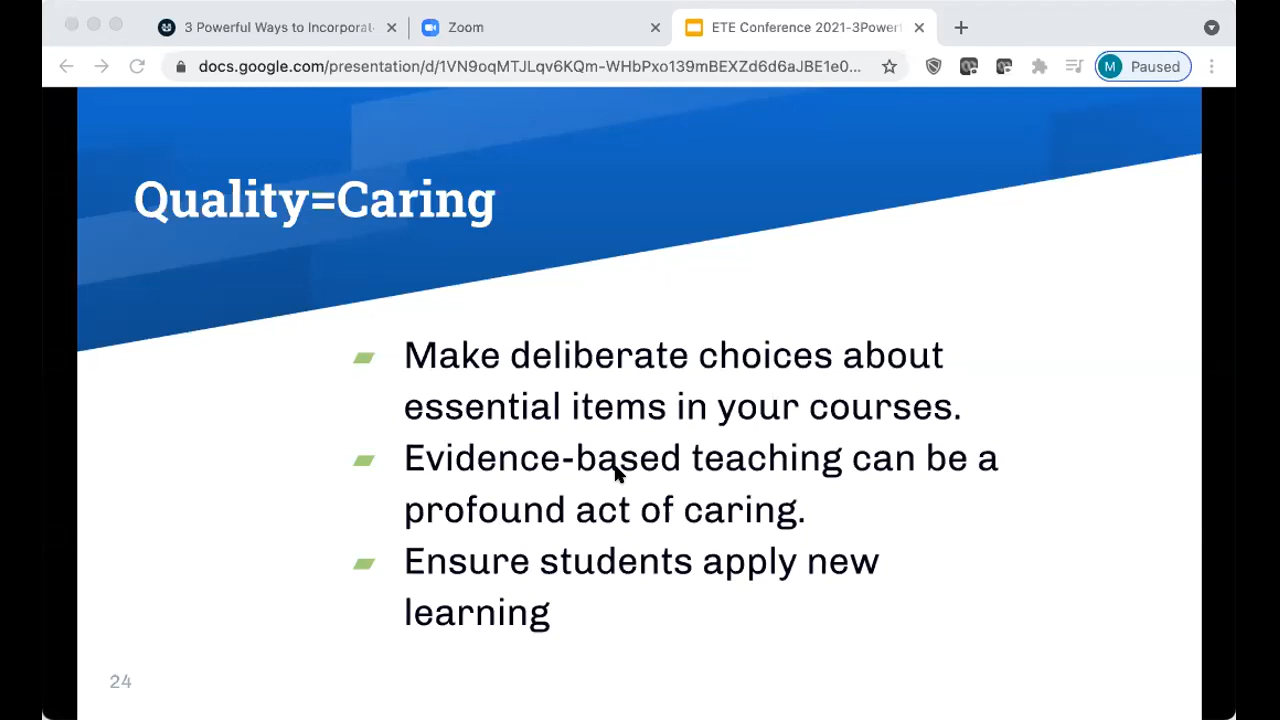 3 Powerful Ways to Incorporat
Zoom
ETE Conference 2021-3Powerf
docs.google.com/presentation/d/1VN9oqMTJLqv6KQm-WHbPxo139mBEXZd6d6aJBE1e0...
M Paused
Quality=Caring
Make deliberate choices about
essential items in your courses.
Evidence-based teaching can be a
profound act of caring.
Ensure students apply new
learning
24